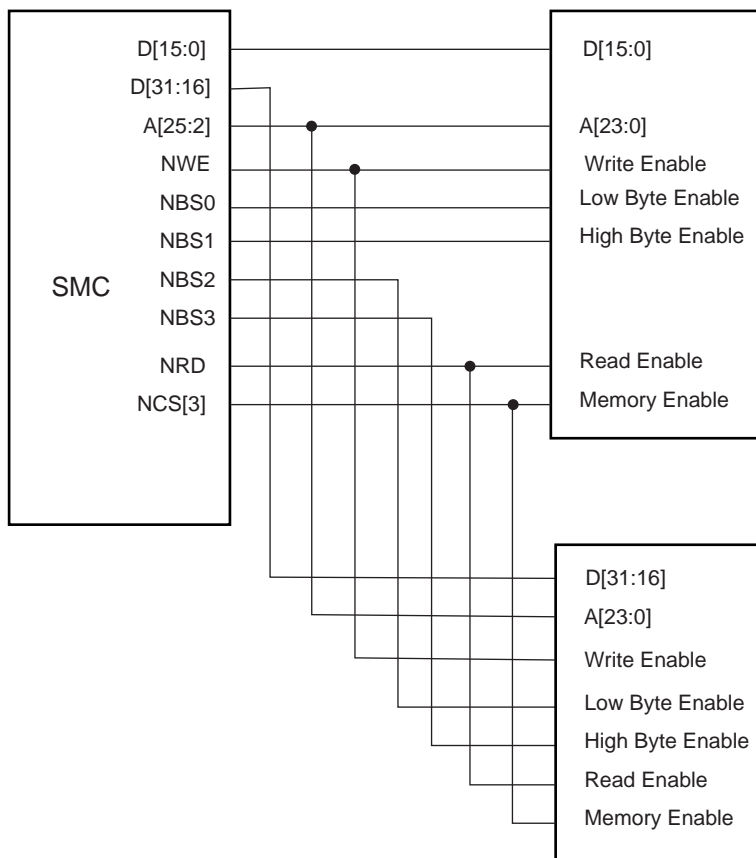 D[15:0]
D[31:16]
A[25:2]
NWE
NBS0
NBS1
NBS2
NBS3
NRD
NCS[3]
SMC
D[15:0]
A[23:0]
Write Enable
Low Byte Enable
High Byte Enable
Read Enable
Memory Enable
D[31:16]
A[23:0]
Write Enable
Low Byte Enable
High Byte Enable
Read Enable
Memory Enable